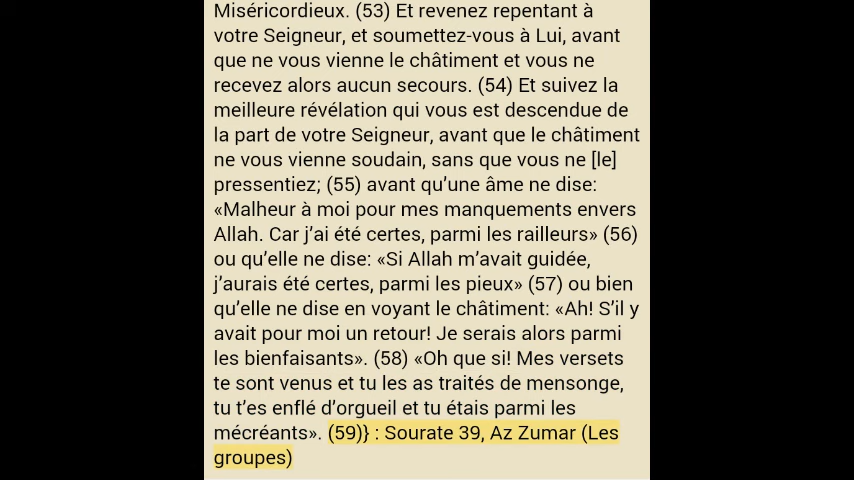 Miséricordieux. (53) Et revenez repentant à
votre Seigneur, et soumettez-vous à Lui, avant
que ne vous vienne le châtiment et vous ne
recevez alors aucun secours. (54) Et suivez la
meilleure révélation qui vous est descendue de
la part de votre Seigneur, avant que le châtiment
ne vous vienne soudain, sans que vous ne [le]
pressentiez; (55) avant qu’une âme ne dise:
«Malheur à moi pour mes manquements envers
Allah. Car j’ai été certes, parmi les railleurs» (56)
ou qu’elle ne dise: «Si Allah m’avait guidée,
j’aurais été certes, parmi les pieux» (57) ou bien
qu’elle ne dise en voyant le châtiment: «Ah! S’il y
avait pour moi un retour! Je serais alors parmi
les bienfaisants». (58) «Oh que si! Mes versets
te sont venus et tu les as traités de mensonge,
tu t’es enflé d’orgueil et tu étais parmi les
mécréants». (59)} : Sourate 39, Az Zumar (Les
groupes)